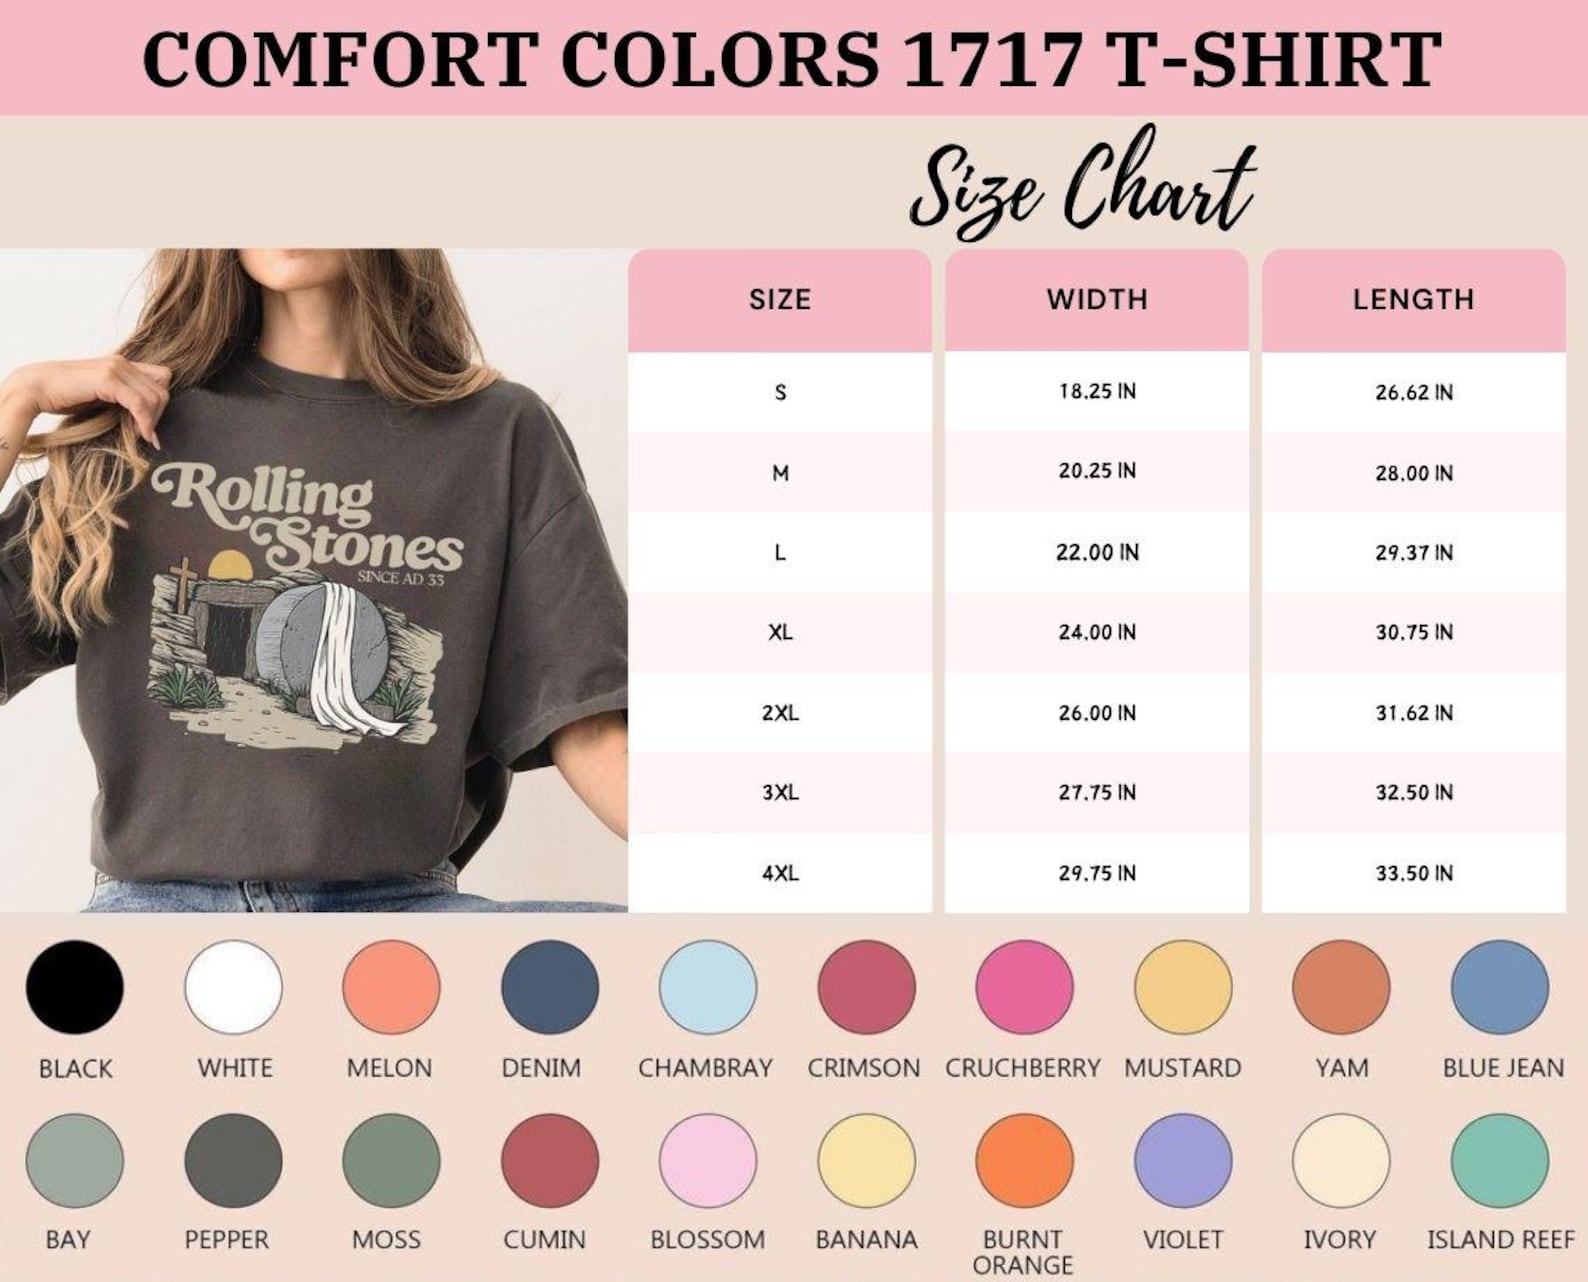 COMFORT COLORS 1717 T-SHIRT
Size Chart
Rolling
Stones
SINCE AD 33
SIZE WIDTH LENGTH
S 18.25 IN 26.62 IN
M 20.25 IN 28.00 IN
L 22.00 IN 29.37 IN
XL 24.00 IN 30.75 IN
2XL 26.00 IN 31.62 IN
3XL 27.75 IN 32.50 IN
4XL 29.75 IN 33.50 IN
BLACK WHITE MELON DENIM CHAMBRAY CRIMSON CRUCHBERRY MUSTARD YAM BLUE JEAN
BAY PEPPER MOSS CUMIN BLOSSOM BANANA BURNT VIOLET IVORY ISLAND REEF
ORANGE